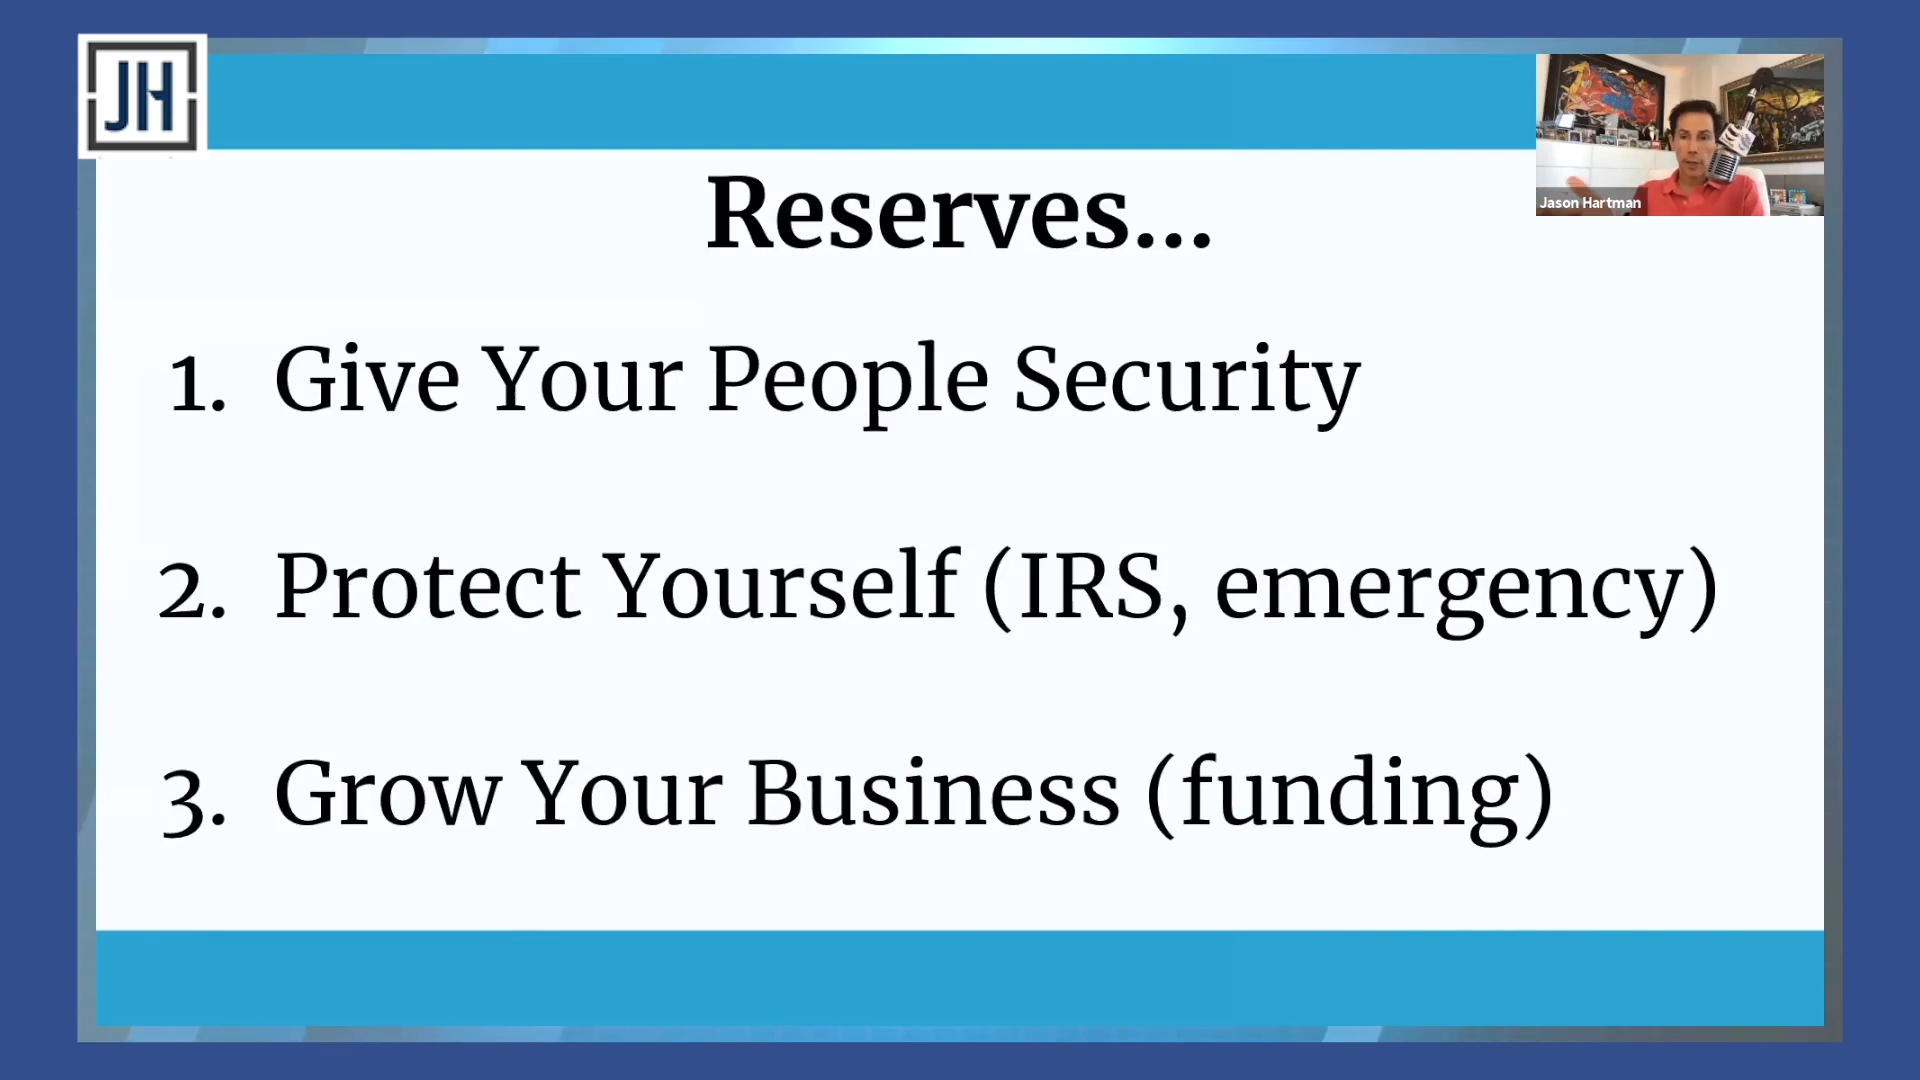 JH
Jason Hartman
Reserves...
1. Give Your People Security
2. Protect Yourself (IRS, emergency)
3. Grow Your Business (funding)